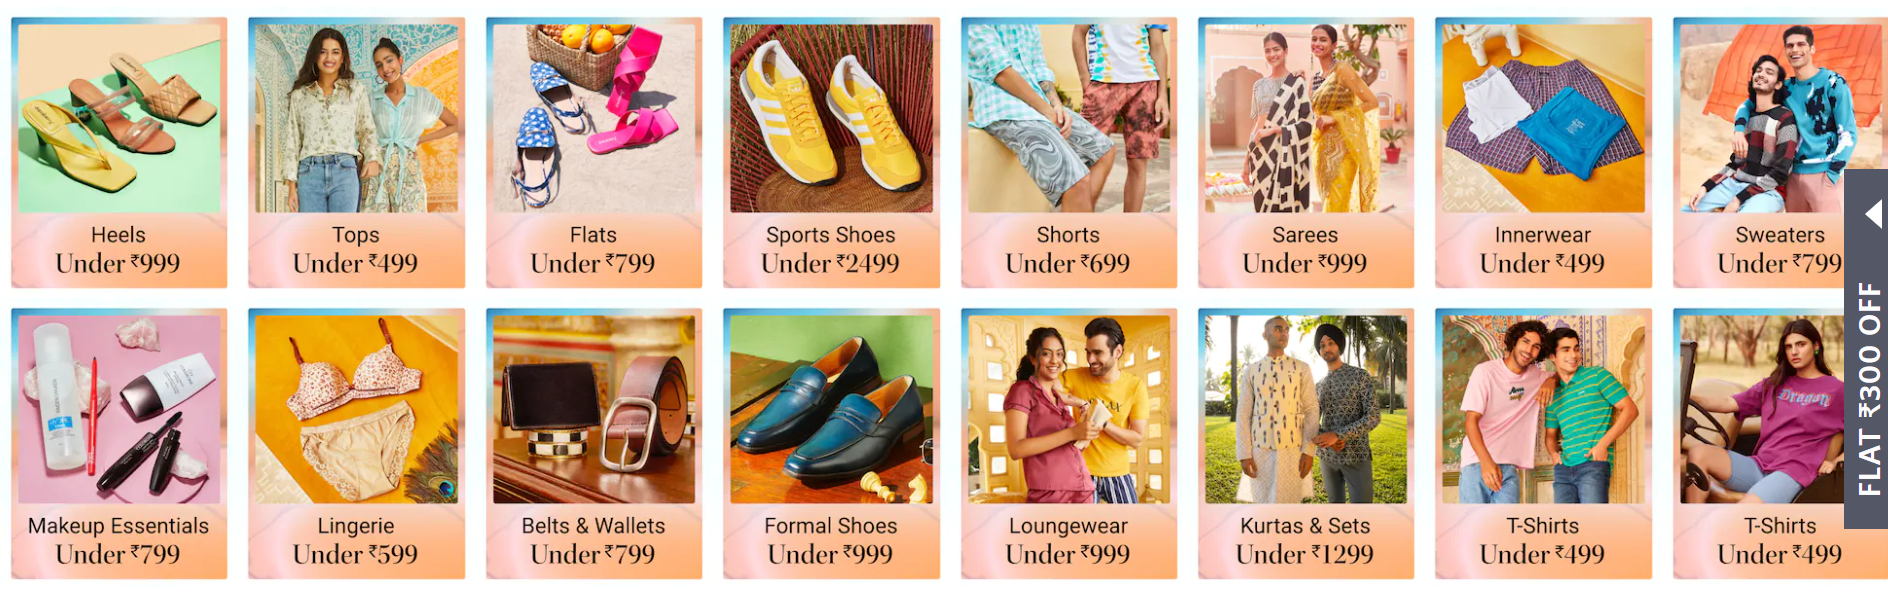 Heels
Under ₹999
Tops
Under ₹499
Flats
Under ₹799
Sports Shoes
Under ₹2499
Shorts
Under ₹699
Sarees
Under ₹999
Innerwear
Under ₹499
Sweaters
Under ₹799
Makeup Essentials
Under ₹799
Lingerie
Under ₹599
Belts & Wallets
Under ₹799
Formal Shoes
Under ₹999
Loungewear
Under ₹999
Kurtas & Sets
Under ₹1299
T-Shirts
Under ₹499
Dragon
T-Shirts
Under ₹499
FLAT ₹300 OFF